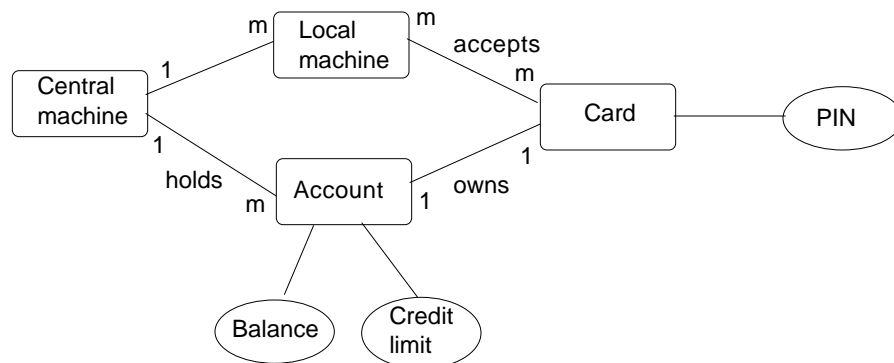 m
Local
machine
m
accepts
m
1
Central
machine
1
holds
m
Account
1
owns
1
Card
PIN
Balance
Credit
limit